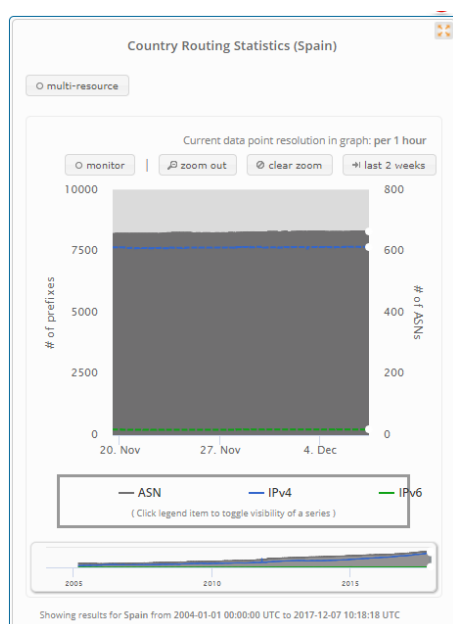 Country Routing Statistics (Spain)
multi-resource
Current data point resolution in graph: per 1 hour
monitor | zoom out clear zoom last 2 weeks
10000 800
7500 600
5000 400
2500 200
0 0
# of prefixes
# of ASNs
20. Nov 27. Nov 4. Dec
ASN IPv4 IPv6
( Click legend item to toggle visibility of a series )
2005 2010 2015
Showing results for Spain from 2004-01-01 00:00:00 UTC to 2017-12-07 10:18:18 UTC